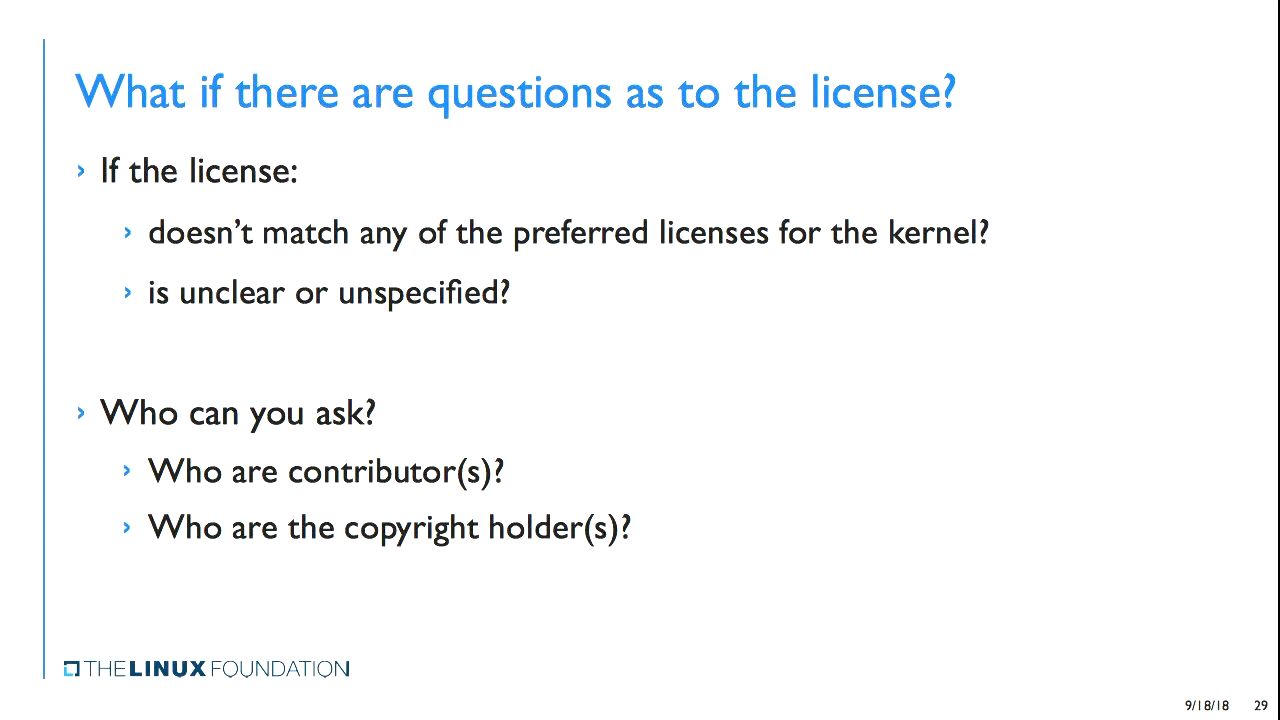 What if there are questions as to the license?
› If the license:
› doesn’t match any of the preferred licenses for the kernel?
› is unclear or unspecified?
› Who can you ask?
› Who are contributor(s)?
› Who are the copyright holder(s)?
THE LINUX FOUNDATION
9/18/18 29